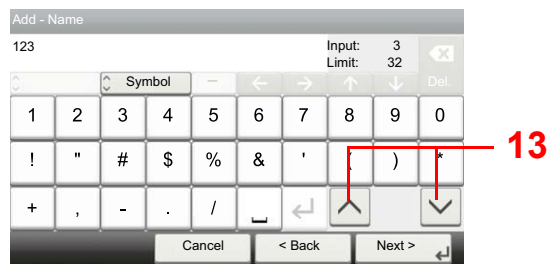 Add - Name
123
Input: 3
Limit: 32
Symbol
Del.
1 2 3 4 5 6 7 8 9 0
! " # $ % & ' ( ) *
+ , - . /
13
Cancel < Back Next >